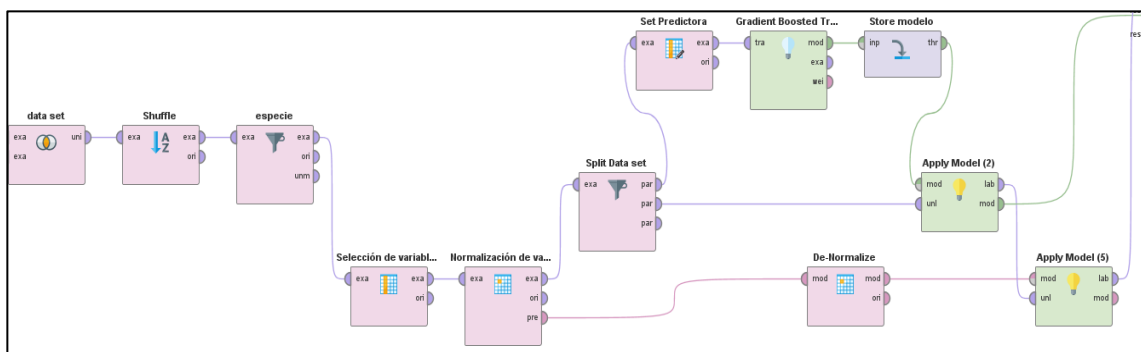 Set Predictora
exa exa
ori
Gradient Boosted Tr...
tra mod
exa
wei
Store modelo
inp thr
res
data set
exa uni
exa
Shuffle
exa exa
ori
especie
exa exa
ori
unm
Split Data set
exa par
par
par
Apply Model (2)
mod lab
unl mod
Selección de variabl...
exa exa
ori
Normalización de va...
exa exa
ori
pre
De-Normalize
mod mod
ori
Apply Model (5)
mod lab
unl mod